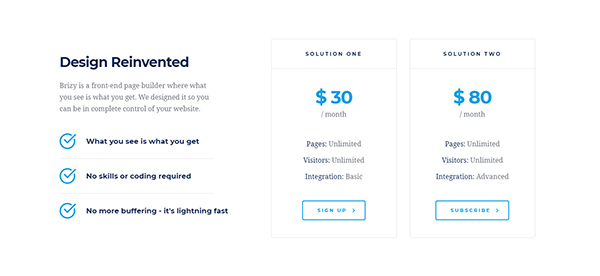 Design Reinvented
Brizy is a front-end page builder where what
you see is what you get. We designed it so you
can be in complete control of your website.
What you see is what you get
No skills or coding required
No more buffering - it's lightning fast
SOLUTION ONE
$ 30
/ month
Pages: Unlimited
Visitors: Unlimited
Integration: Basic
SIGN UP
SOLUTION TWO
$ 80
/ month
Pages: Unlimited
Visitors: Unlimited
Integration: Advanced
SUBSCRIBE